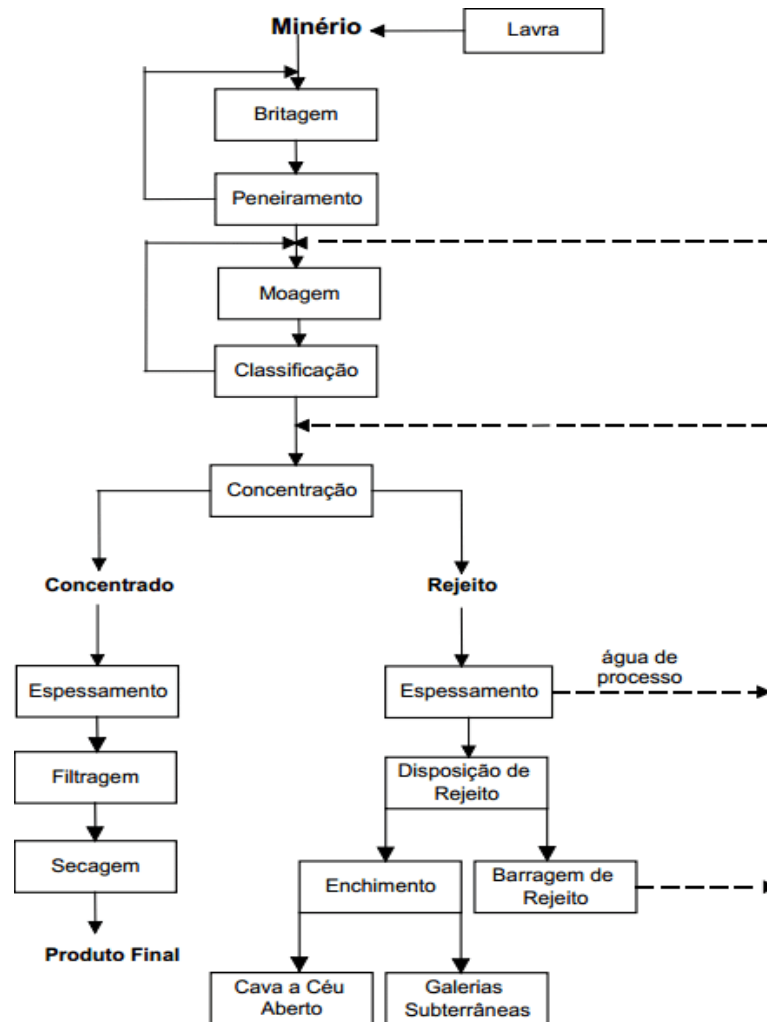 Minério
Lavra
Britagem
Peneiramento
Moagem
Classificação
Concentração
Concentrado
Rejeito
Espessamento
Espessamento
água de
processo
Filtragem
Disposição de
Rejeito
Secagem
Enchimento
Barragem de
Rejeito
Produto Final
Cava a Céu
Aberto
Galerias
Subterrâneas